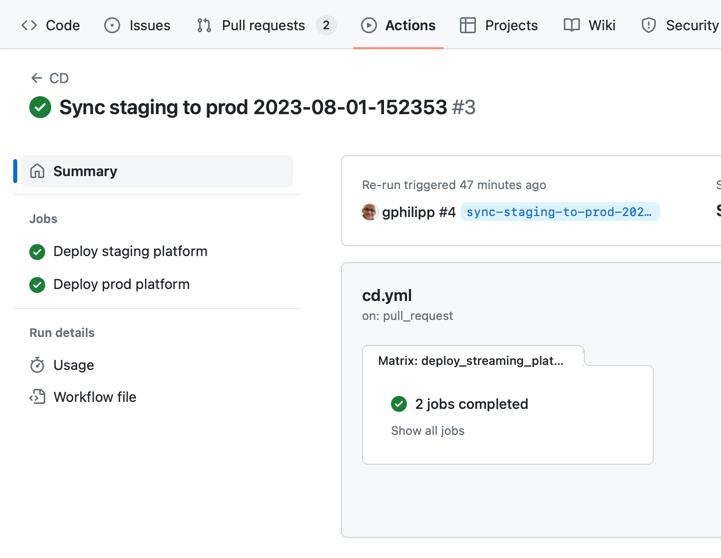 Code Issues Pull requests 2 Actions Projects Wiki Security
← CD
Sync staging to prod 2023-08-01-152353 #3
Summary
Jobs
Deploy staging platform
Deploy prod platform
Run details
Usage
Workflow file
Re-run triggered 47 minutes ago
gphilipp #4 sync-staging-to-prod-202…
cd.yml
on: pull_request
Matrix: deploy_streaming_plat...
2 jobs completed
Show all jobs